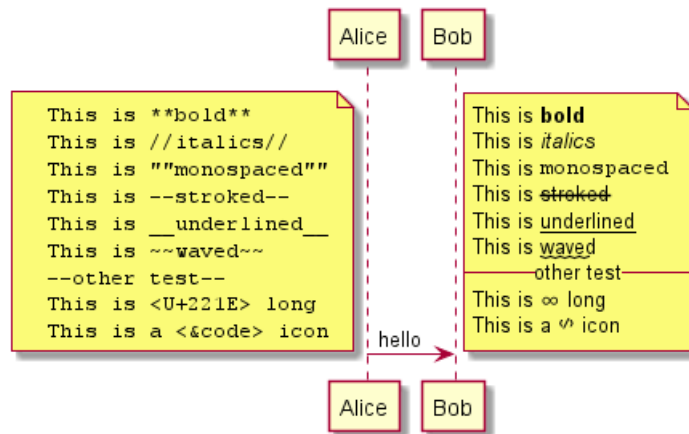 Alice Bob
This is **bold**
This is //italics//
This is ""monospaced""
This is --stroked--
This is __underlined__
This is ~~waved~~
--other test--
This is <U+221E> long
This is a <&code> icon
This is bold
This is italics
This is monospaced
This is stroked
This is underlined
This is waved
other test
This is ∞ long
This is a icon
hello
Alice Bob